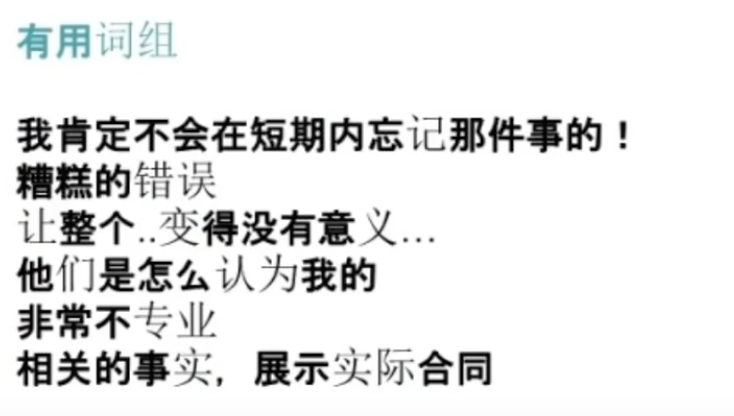 有用词组
我肯定不会在短期内忘记那件事的！
糟糕的错误
让整个..变得没有意义...
他们是怎么认为我的
非常不专业
相关的事实，展示实际合同